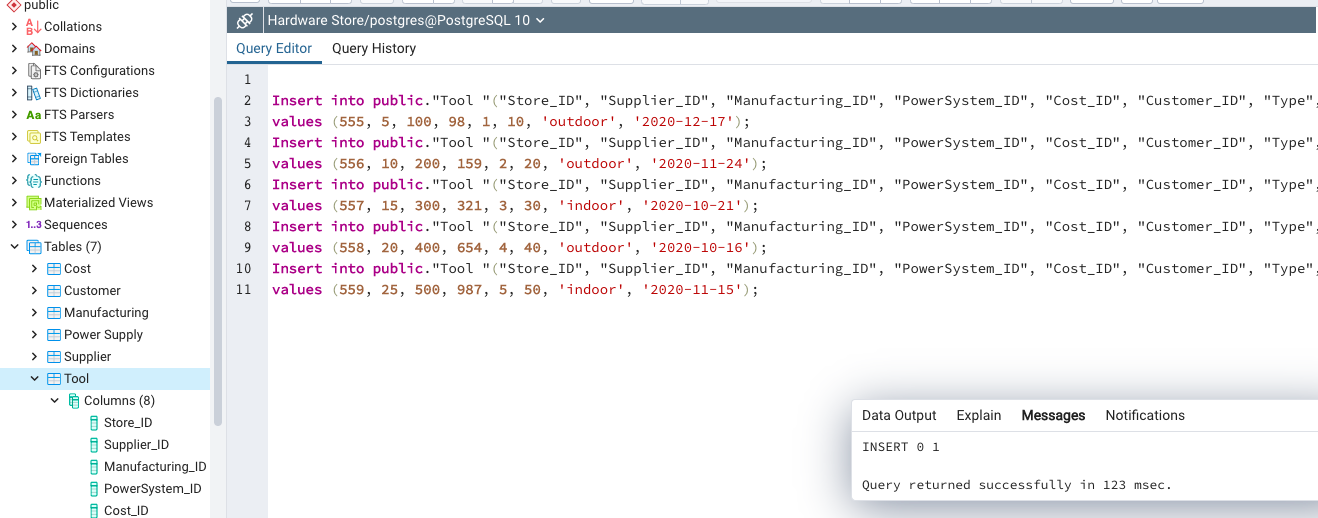 public
Collations
Domains
FTS Configurations
FTS Dictionaries
Aa FTS Parsers
FTS Templates
Foreign Tables
Functions
Materialized Views
1..3 Sequences
Tables (7)
Cost
Customer
Manufacturing
Power Supply
Supplier
Tool
Columns (8)
Store_ID
Supplier_ID
Manufacturing_ID
PowerSystem_ID
Cost_ID
Hardware Store/postgres@PostgreSQL 10
Query Editor Query History
1
2 Insert into public."Tool "("Store_ID", "Supplier_ID", "Manufacturing_ID", "PowerSystem_ID", "Cost_ID", "Customer_ID", "Type",
3 values (555, 5, 100, 98, 1, 10, 'outdoor', '2020-12-17');
4 Insert into public."Tool "("Store_ID", "Supplier_ID", "Manufacturing_ID", "PowerSystem_ID", "Cost_ID", "Customer_ID", "Type",
5 values (556, 10, 200, 159, 2, 20, 'outdoor', '2020-11-24');
6 Insert into public."Tool "("Store_ID", "Supplier_ID", "Manufacturing_ID", "PowerSystem_ID", "Cost_ID", "Customer_ID", "Type",
7 values (557, 15, 300, 321, 3, 30, 'indoor', '2020-10-21');
8 Insert into public."Tool "("Store_ID", "Supplier_ID", "Manufacturing_ID", "PowerSystem_ID", "Cost_ID", "Customer_ID", "Type",
9 values (558, 20, 400, 654, 4, 40, 'outdoor', '2020-10-16');
10 Insert into public."Tool "("Store_ID", "Supplier_ID", "Manufacturing_ID", "PowerSystem_ID", "Cost_ID", "Customer_ID", "Type",
11 values (559, 25, 500, 987, 5, 50, 'indoor', '2020-11-15');
Data Output Explain Messages Notifications
INSERT 0 1
Query returned successfully in 123 msec.